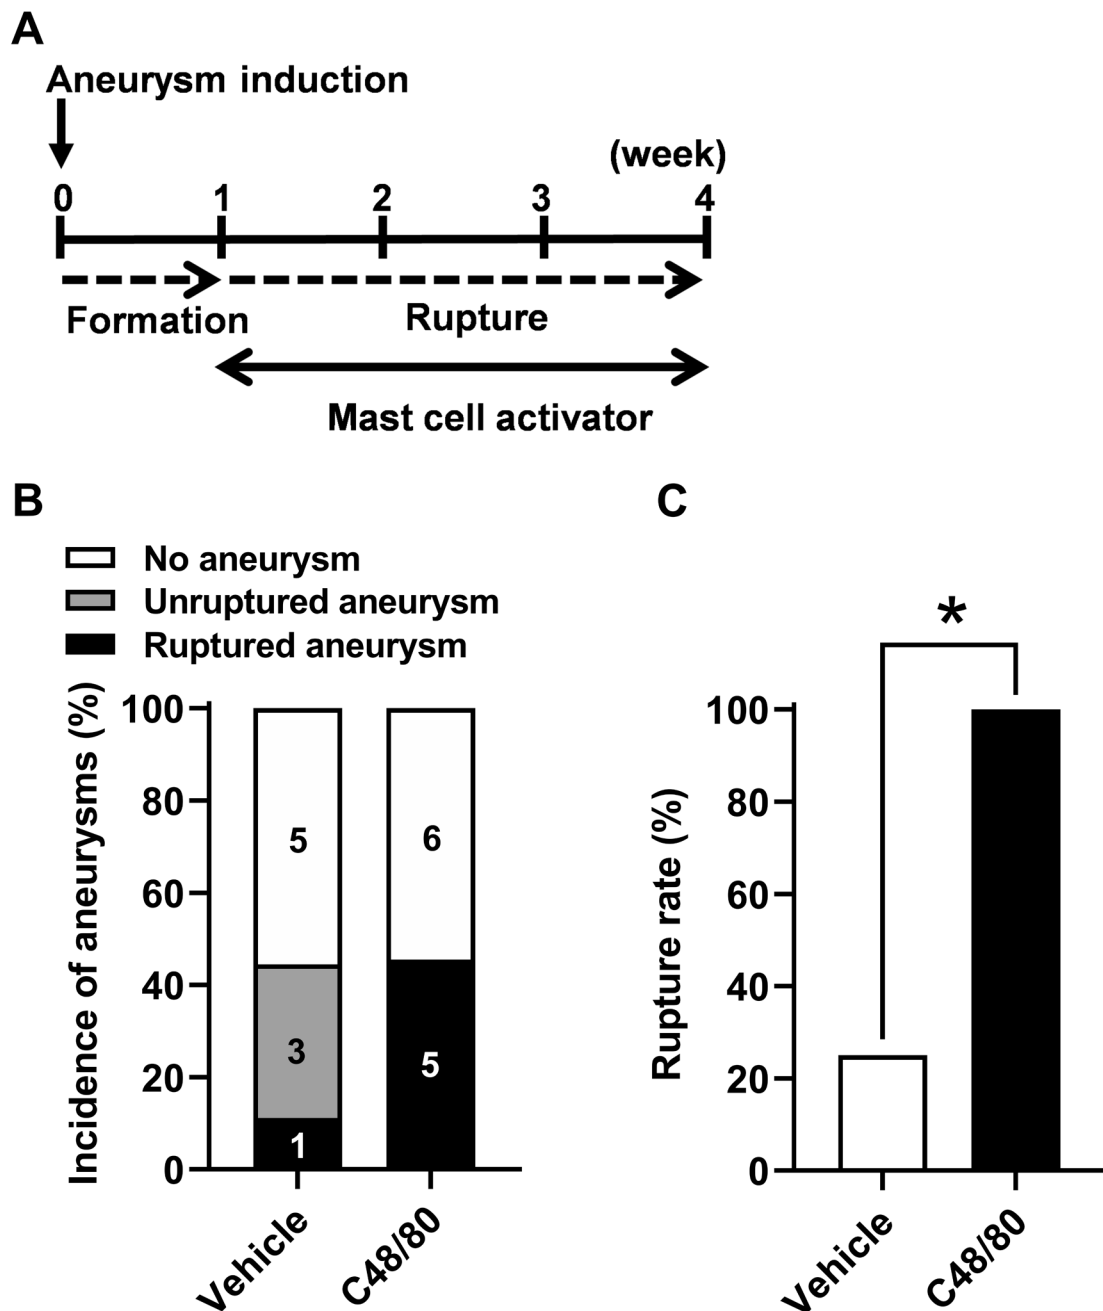 A
Aneurysm induction
(week)
0 1 2 3 4
Formation
Rupture
Mast cell activator
B
No aneurysm
Unruptured aneurysm
Ruptured aneurysm
Incidence of aneurysms (%)
100
80
60
40
20
0
5
3
1
6
5
Vehicle
C48/80
C
*
Rupture rate (%)
100
80
60
40
20
0
Vehicle
C48/80